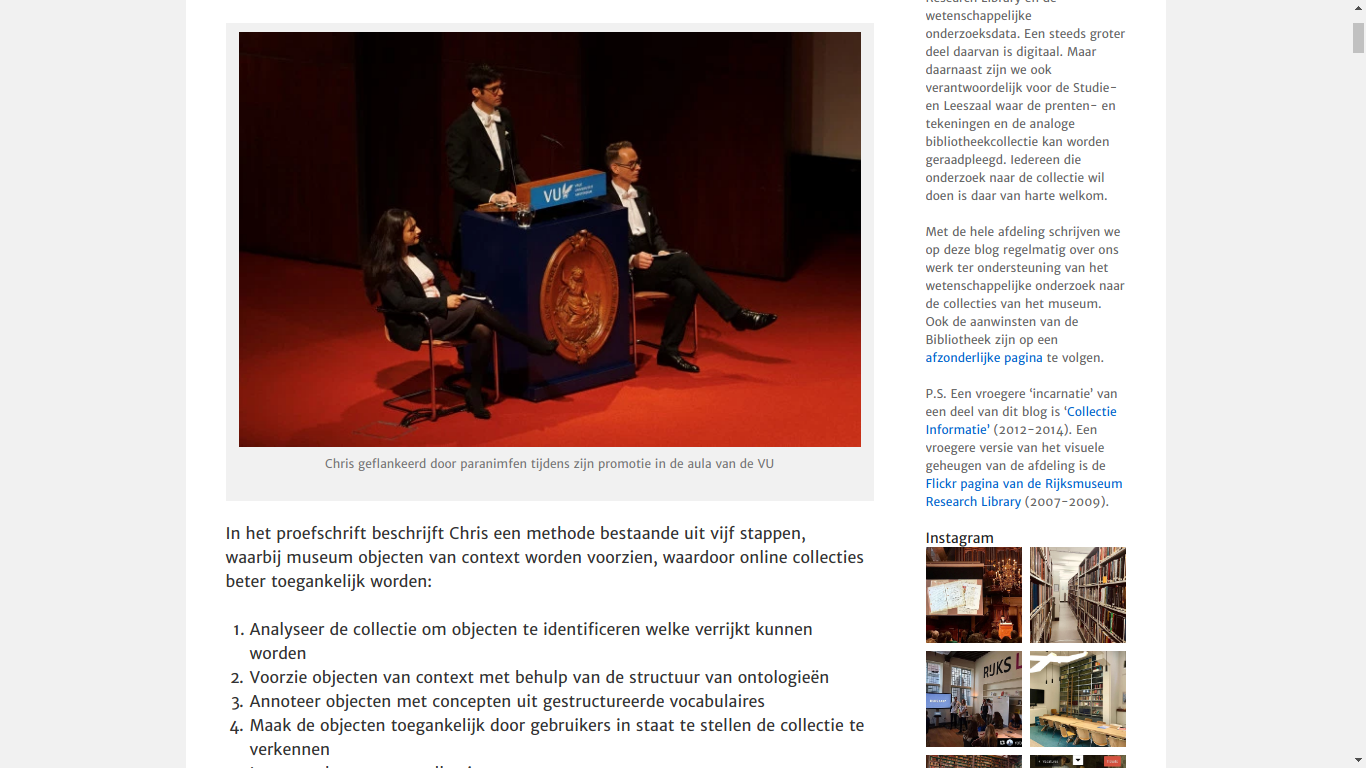 VU
Chris geflankeerd door paranimfen tijdens zijn promotie in de aula van de VU
In het proefschrift beschrijft Chris een methode bestaande uit vijf stappen,
waarbij museum objecten van context worden voorzien, waardoor online collecties
beter toegankelijk worden:
1. Analyseer de collectie om objecten te identificeren welke verrijkt kunnen
worden
2. Voorzie objecten van context met behulp van de structuur van ontologieën
3. Annoteer objecten met concepten uit gestructureerde vocabulaires
4. Maak de objecten toegankelijk door gebruikers in staat te stellen de collectie te
verkennen
Research Library en de
wetenschappelijke
onderzoeksdata. Een steeds groter
deel daarvan is digitaal. Maar
daarnaast zijn we ook
verantwoordelijk voor de Studie-
en Leeszaal waar de prenten- en
tekeningen en de analoge
bibliotheekcollectie kan worden
geraadpleegd. Iedereen die
onderzoek naar de collectie wil
doen is daar van harte welkom.
Met de hele afdeling schrijven we
op deze blog regelmatig over ons
werk ter ondersteuning van het
wetenschappelijke onderzoek naar
de collecties van het museum.
Ook de aanwinsten van de
Bibliotheek zijn op een
afzonderlijke pagina te volgen.
P.S. Een vroegere ‘incarnatie’ van
een deel van dit blog is ‘Collectie
Informatie’ (2012-2014). Een
vroegere versie van het visuele
geheugen van de afdeling is de
Flickr pagina van de Rijksmuseum
Research Library (2007-2009).
Instagram
RIJKS L